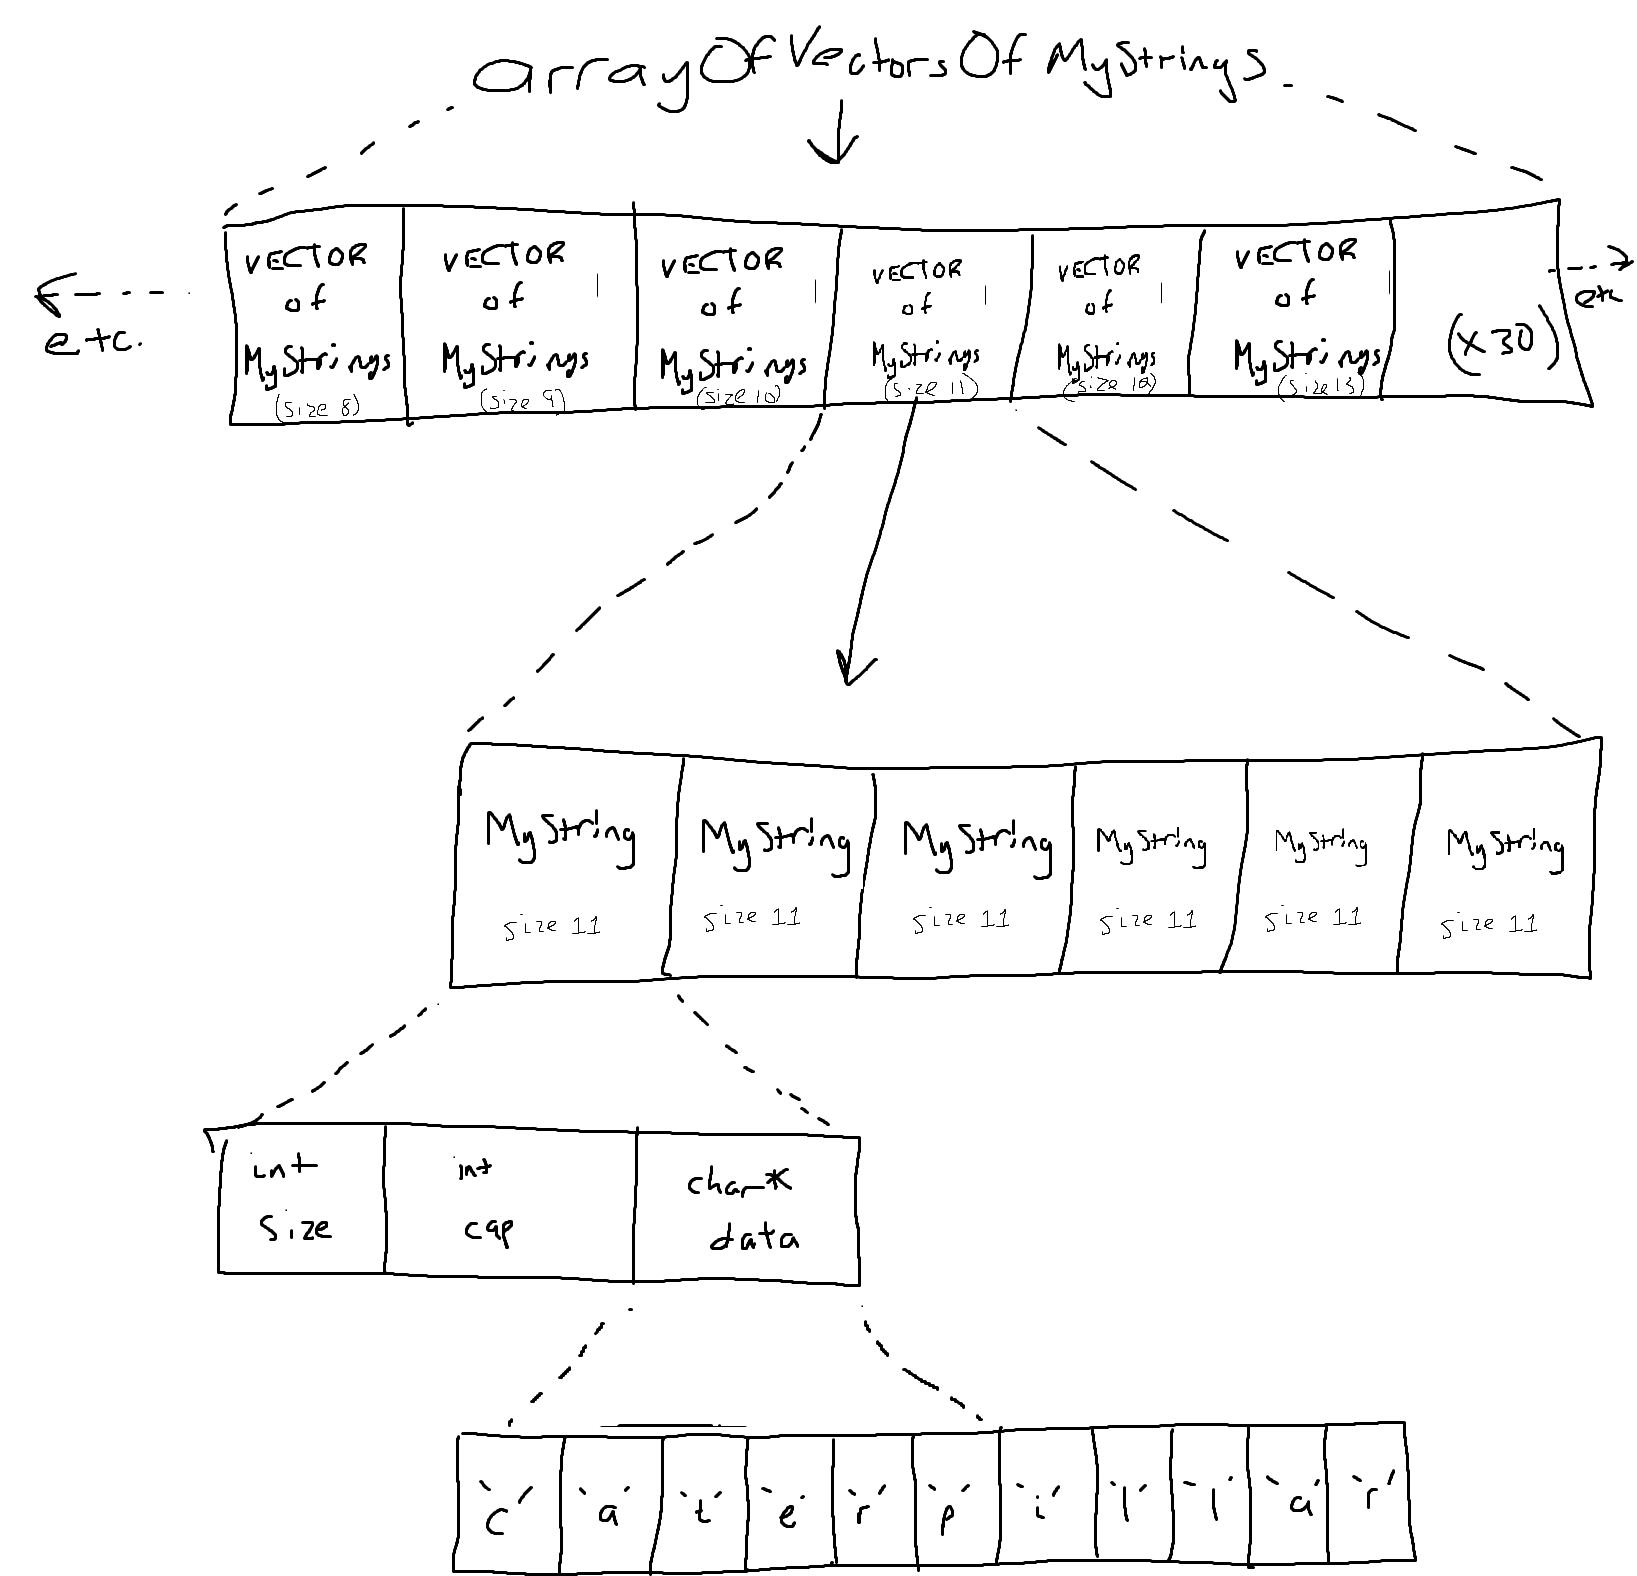 arrayOfVectorsOfMyStrings
etc.
VECTOR of MyStrings (size 8)
VECTOR of MyStrings (size 9)
VECTOR of MyStrings (size 10)
VECTOR of MyStrings (size 11)
VECTOR of MyStrings (size
VECTOR of MyStrings (size 13)
(x30)
etc
MyString size 11
MyString size 11
MyString size 11
MyString size 11
MyString size 11
MyString size 11
int size
int cap
char* data
'c' 'a' 't' 'e' 'r' 'p' 'i' 'l' 'l' 'a' 'r'